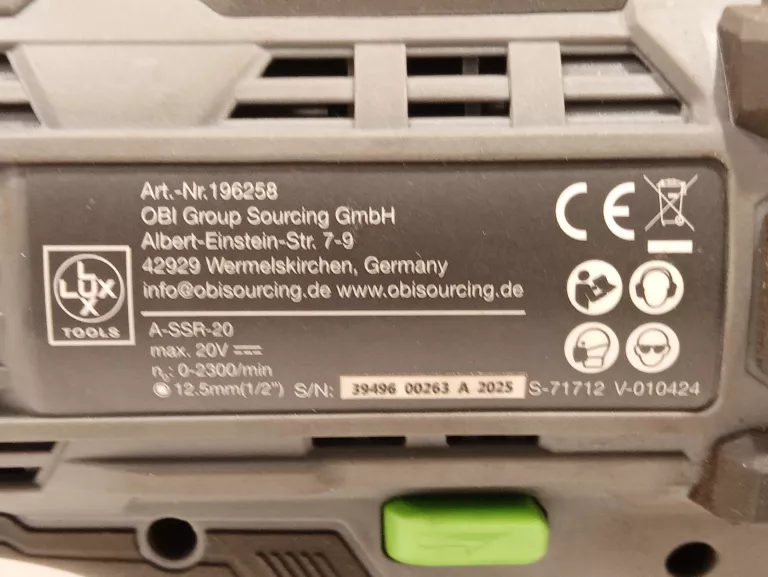 Art.-Nr.196258
OBI Group Sourcing GmbH
Albert-Einstein-Str. 7-9
42929 Wermelskirchen, Germany
info@obisourcing.de www.obisourcing.de
LUX
TOOLS
A-SSR-20
max. 20V
n₀: 0-2300/min
12.5mm(1/2") S/N: 39496 00263 A 2025 S-71712 V-010424
CE